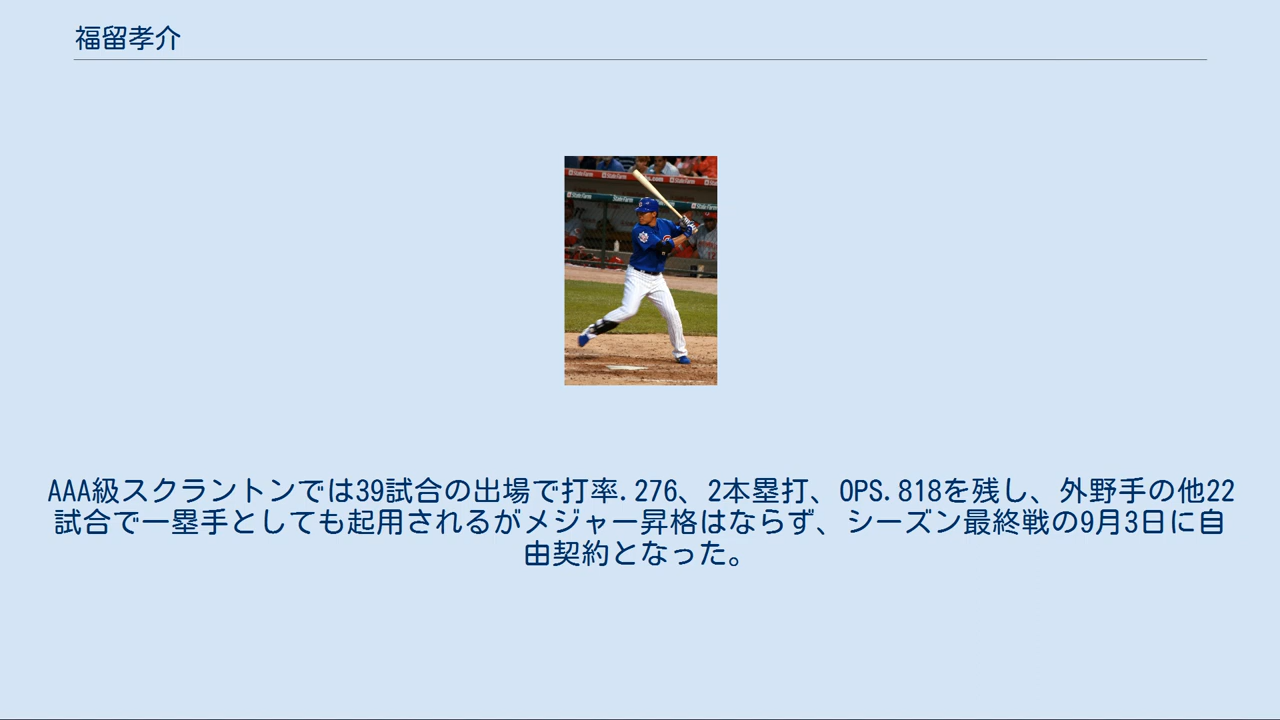 福留孝介
AAA級スクラントンでは39試合の出場で打率.276、2本塁打、OPS.818を残し、外野手の他22
試合で一塁手としても起用されるがメジャー昇格はならず、シーズン最終戦の9月3日に自
由契約となった。